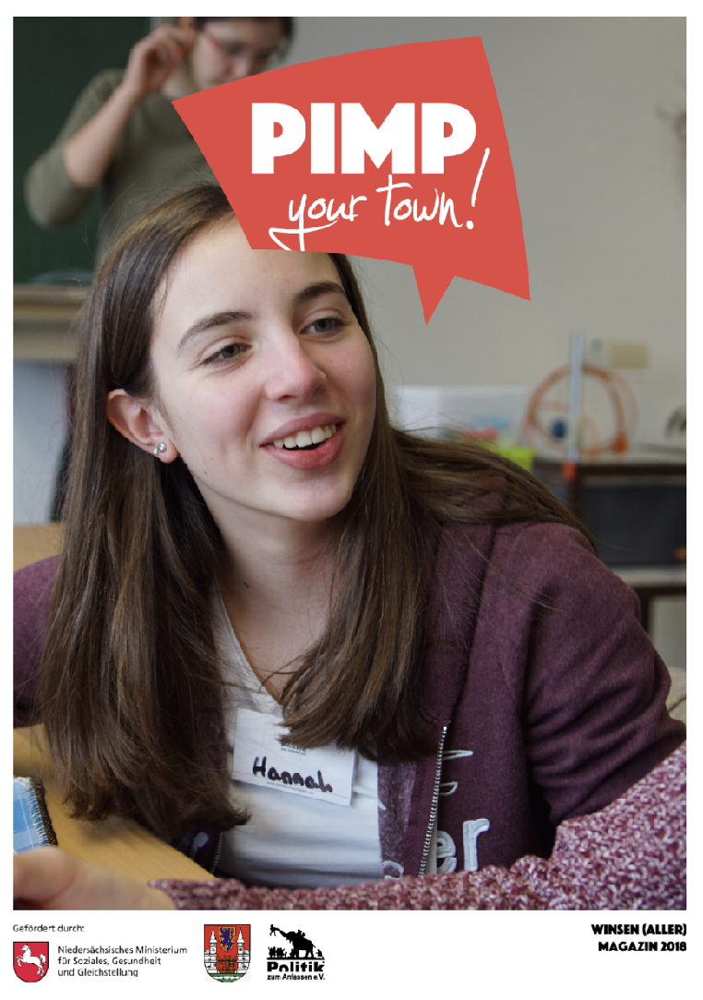 PIMP
your town!
Hannah
er
Gefördert durch:
Niedersächsisches Ministerium
für Soziales, Gesundheit
und Gleichstellung
Politik
zum Anfassen e.V.
WINSEN (ALLER)
MAGAZIN 2018